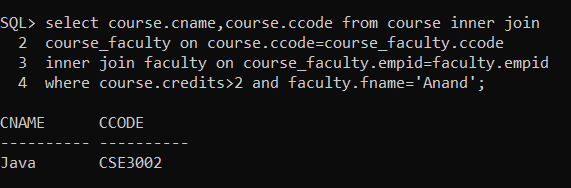 SQL> select course.cname,course.ccode from course inner join
2 course_faculty on course.ccode=course_faculty.ccode
3 inner join faculty on course_faculty.empid=faculty.empid
4 where course.credits>2 and faculty.fname='Anand';
CNAME CCODE
---------- ----------
Java CSE3002